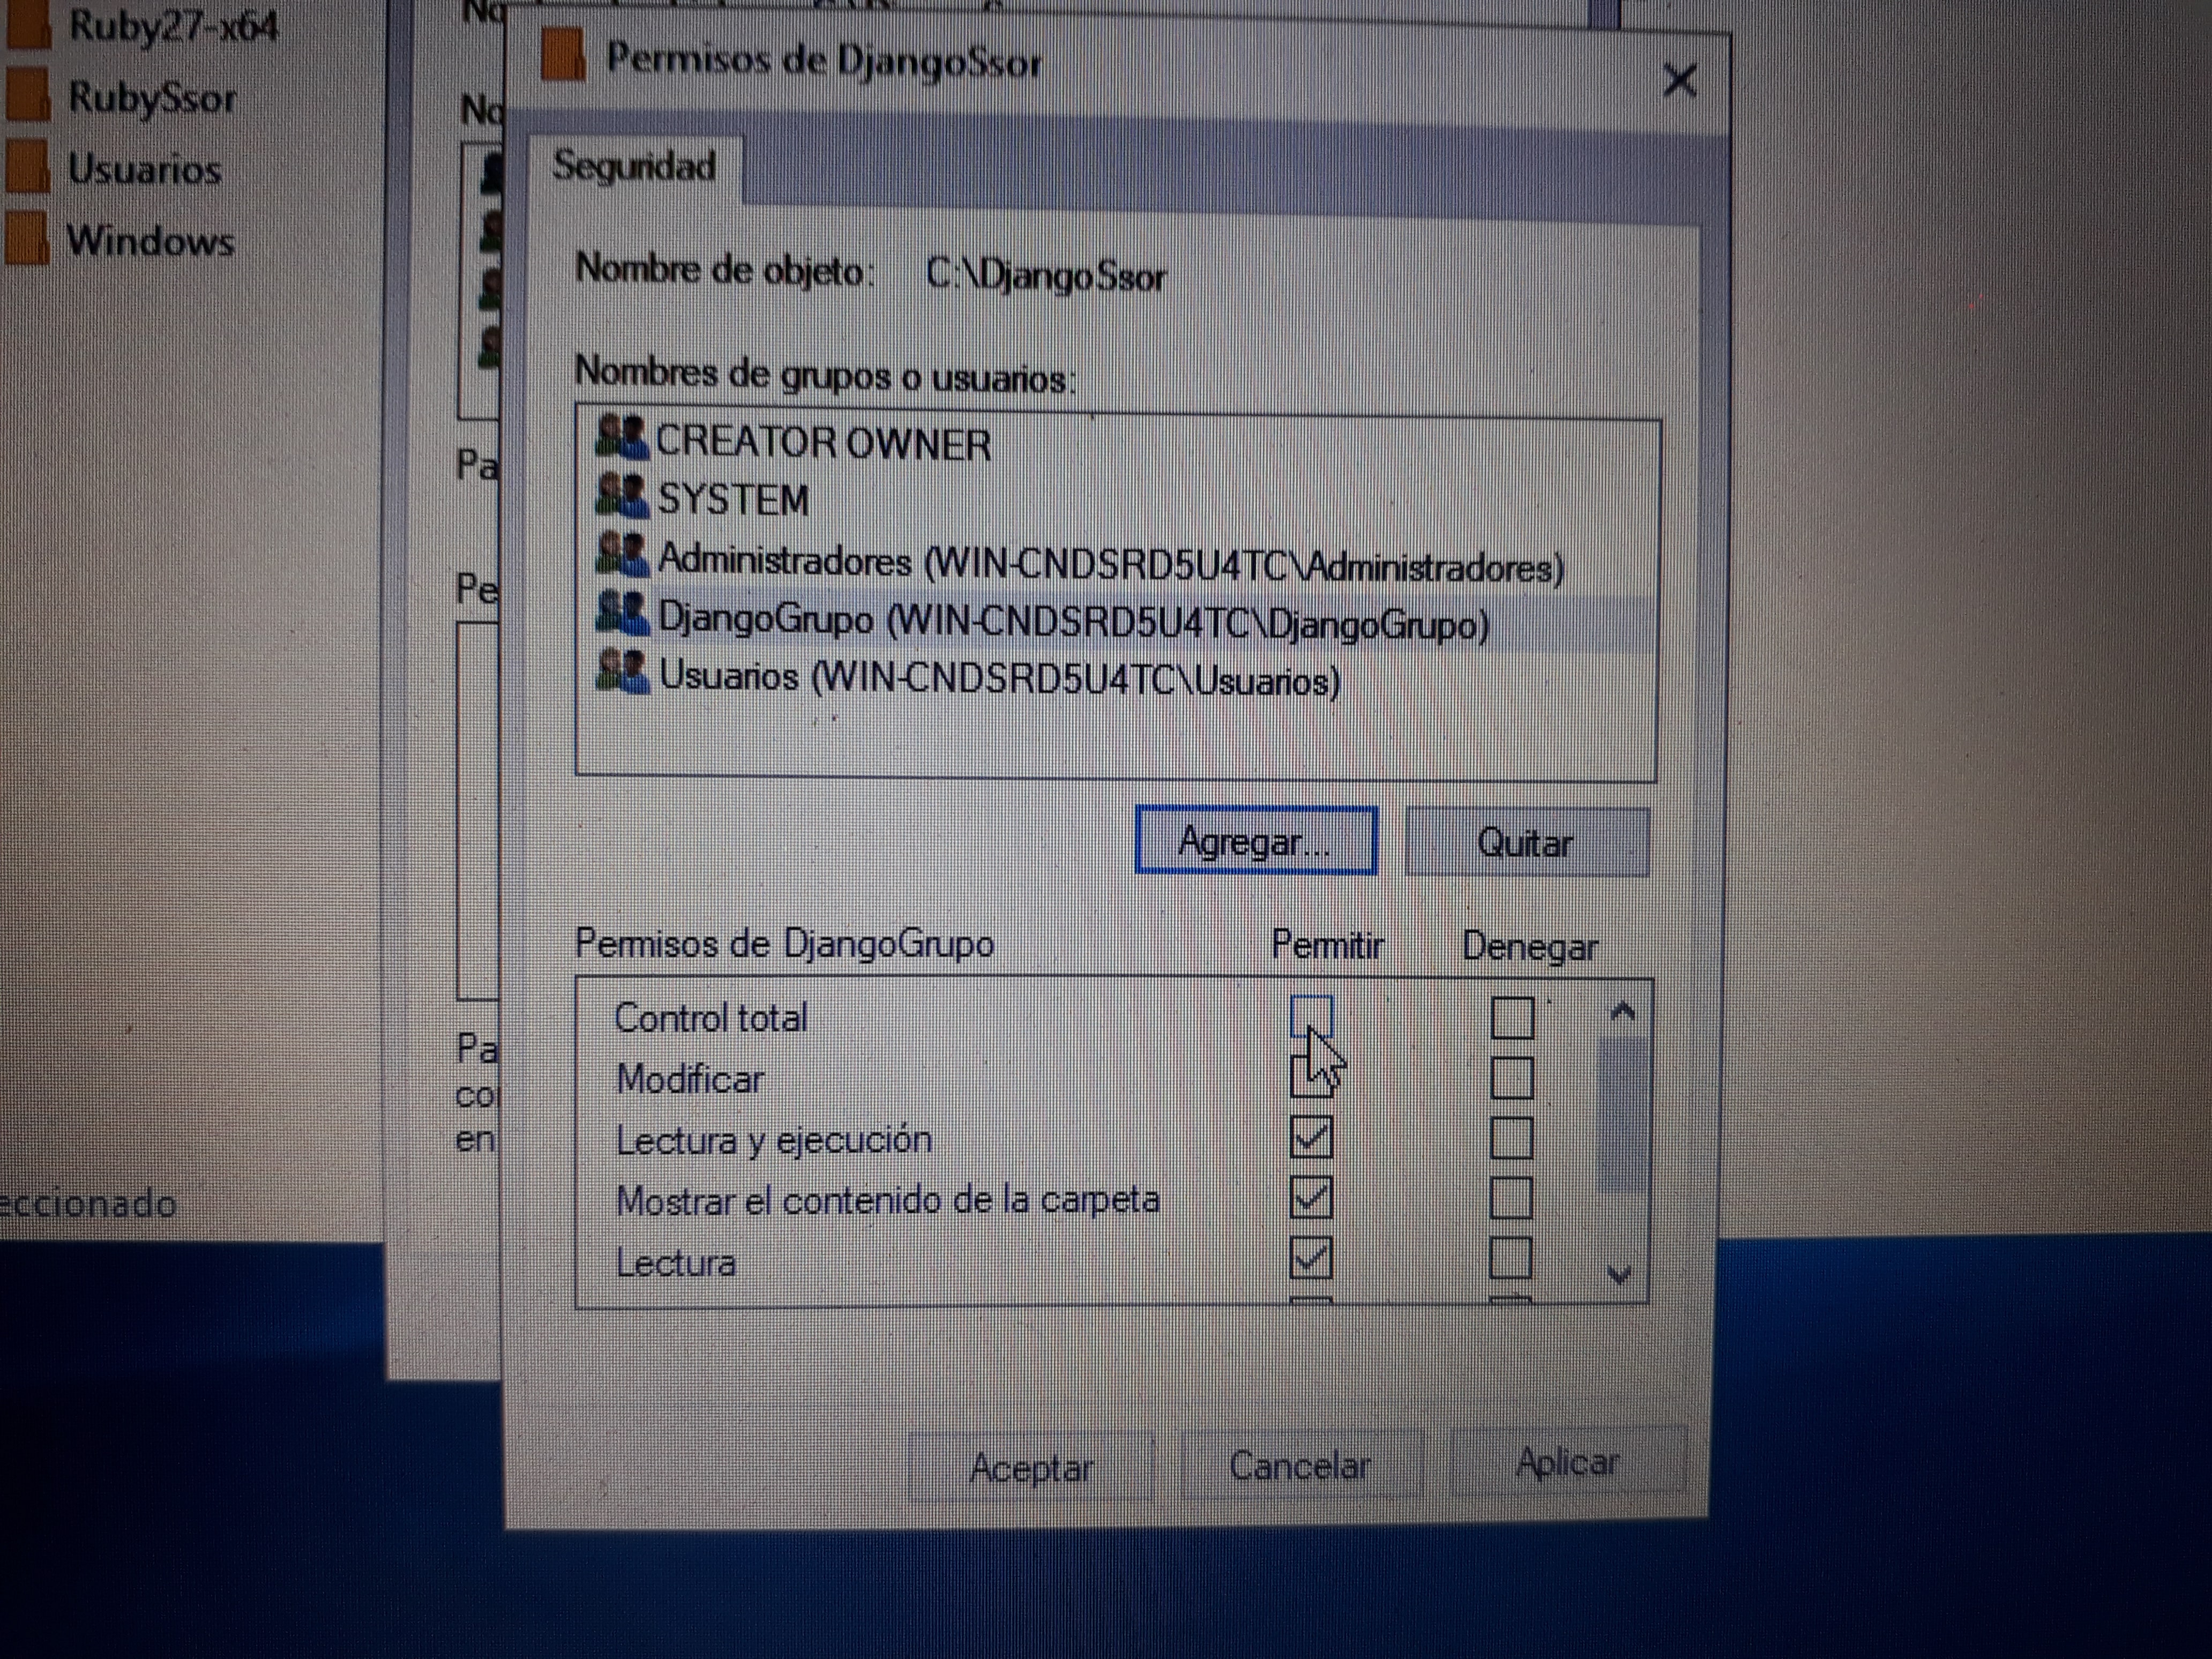 Ruby27-x64
RubySsor
Usuarios
Windows
eccionado
No
No
Pa
Pe
Pa
co
en
Permisos de DjangoSsor
Seguridad
Nombre de objeto: C:\DjangoSsor
Nombres de grupos o usuarios:
CREATOR OWNER
SYSTEM
Administradores (WIN-CNDSRD5U4TC\Administradores)
DjangoGrupo (WIN-CNDSRD5U4TC\DjangoGrupo)
Usuarios (WIN-CNDSRD5U4TC\Usuarios)
Agregar... Quitar
Permisos de DjangoGrupo Permitir Denegar
Control total
Modificar
Lectura y ejecución
Mostrar el contenido de la carpeta
Lectura
Aceptar Cancelar Aplicar